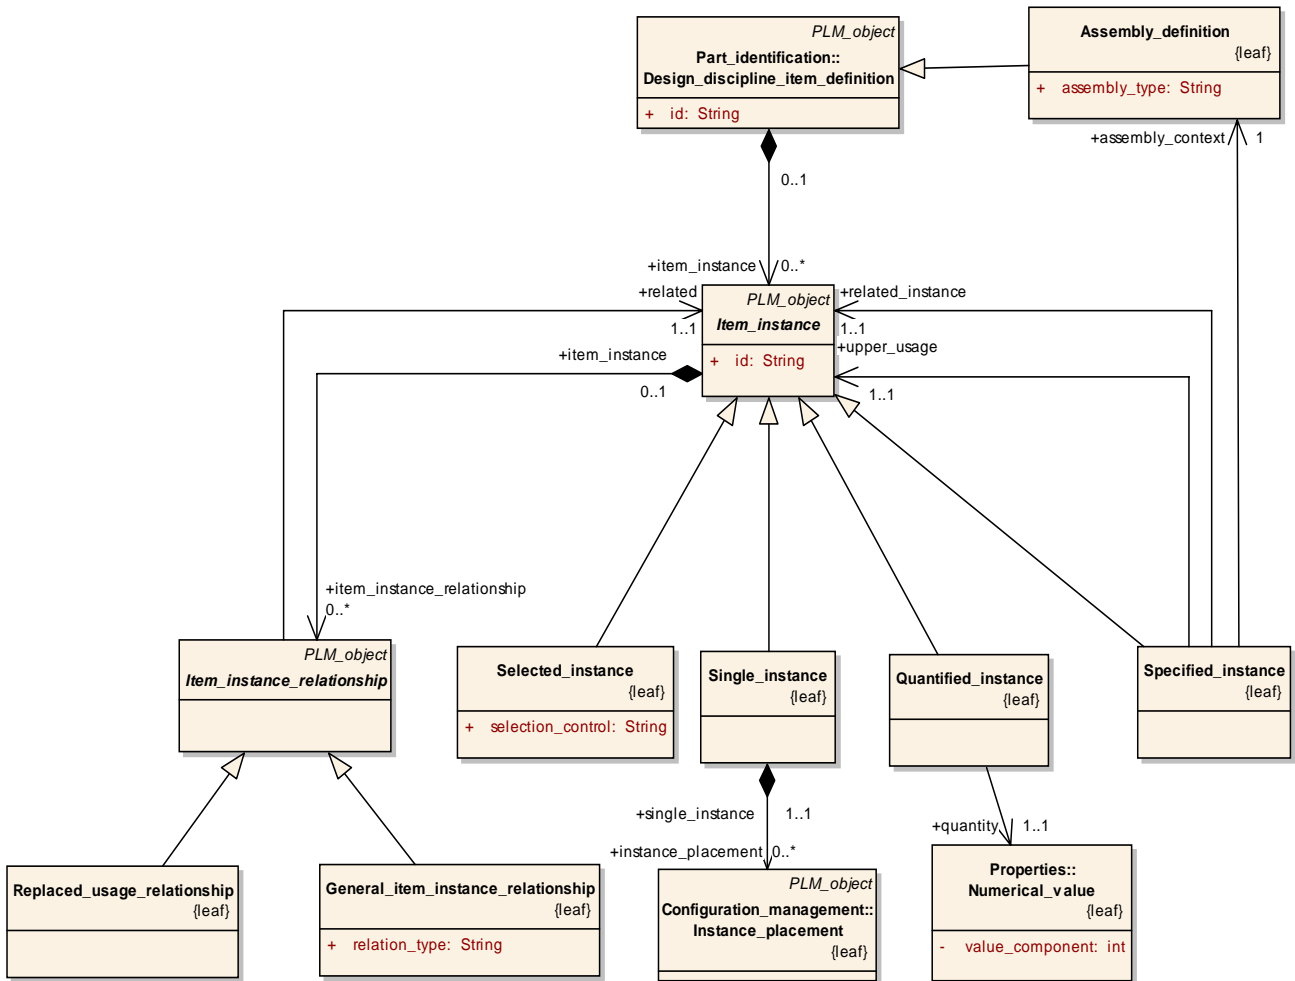 PLM_object
Part_identification::
Design_discipline_item_definition
+ id: String
Assembly_definition
{leaf}
+ assembly_type: String
+assembly_context
1
0..1
+item_instance
0..*
+related
1..1
PLM_object
Item_instance
+ id: String
+related_instance
1..1
+upper_usage
1..1
+item_instance
0..1
+item_instance_relationship
0..*
PLM_object
Item_instance_relationship
Selected_instance
{leaf}
+ selection_control: String
Single_instance
{leaf}
Quantified_instance
{leaf}
Specified_instance
{leaf}
+single_instance
1..1
+instance_placement
0..*
+quantity
1..1
Replaced_usage_relationship
{leaf}
General_item_instance_relationship
{leaf}
+ relation_type: String
PLM_object
Configuration_management::
Instance_placement
{leaf}
Properties::
Numerical_value
{leaf}
- value_component: int